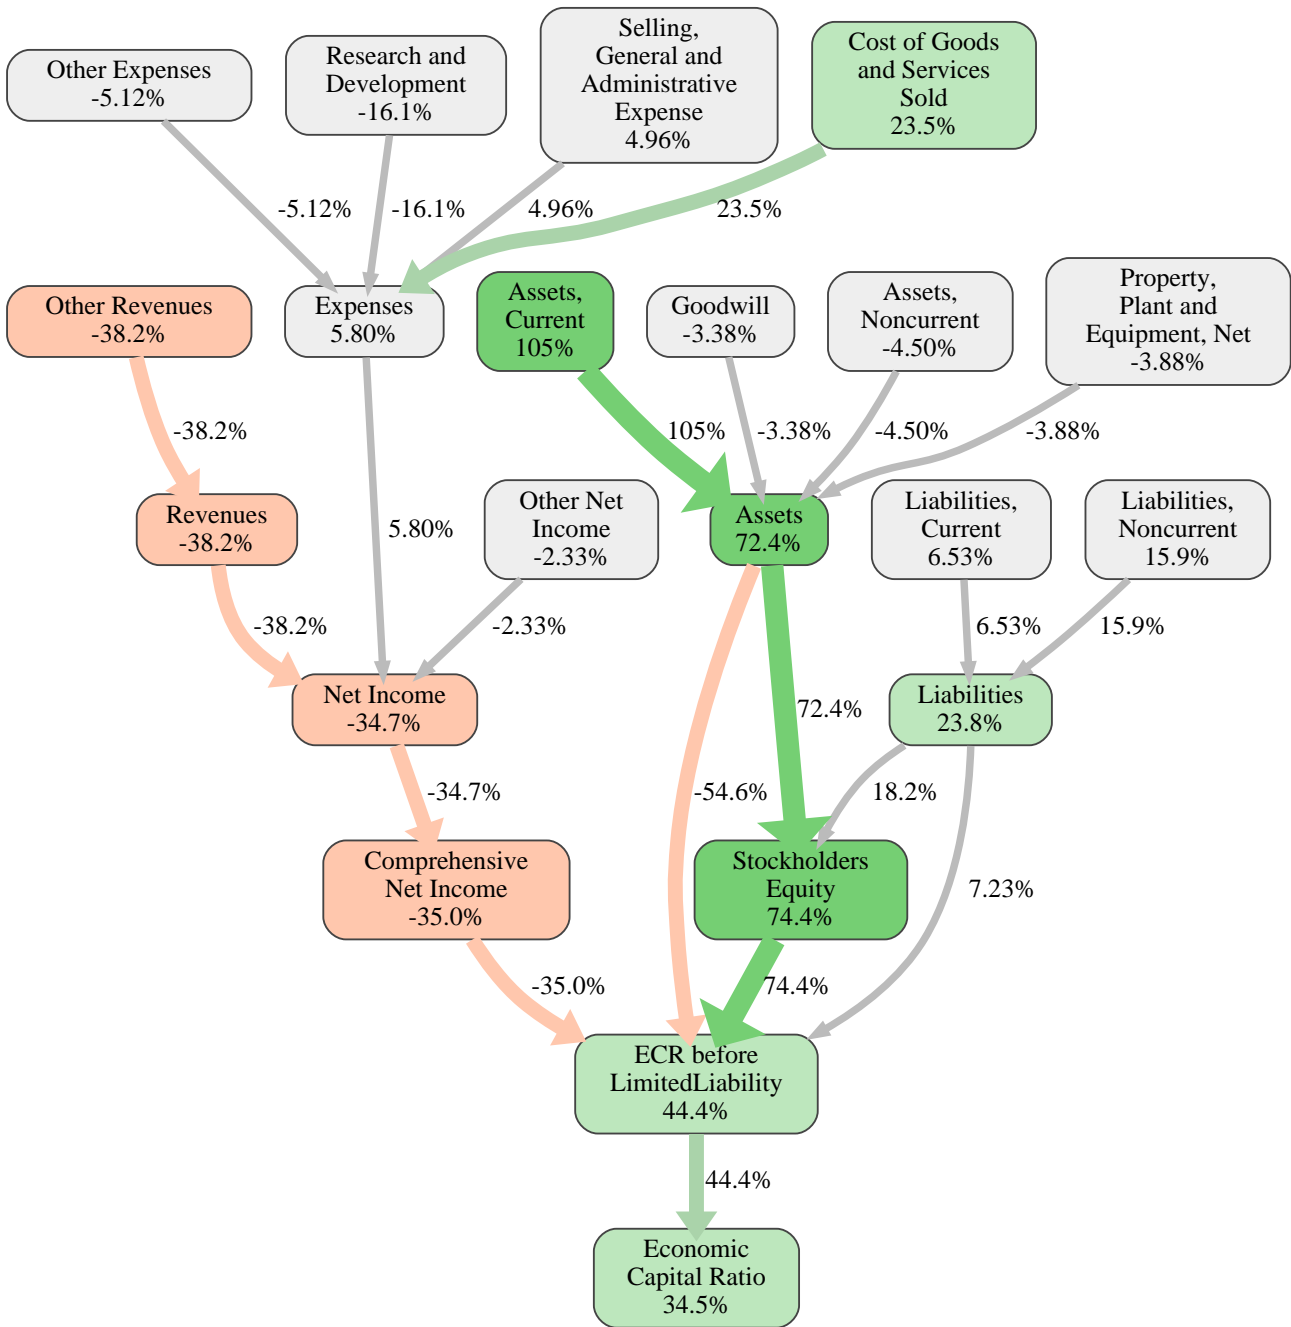 Other Expenses
-5.12%
Research and
Development
-16.1%
Selling,
General and
Administrative
Expense
4.96%
Cost of Goods
and Services
Sold
23.5%
-5.12%
-16.1%
4.96%
23.5%
Other Revenues
-38.2%
Expenses
5.80%
Assets,
Current
105%
Goodwill
-3.38%
Assets,
Noncurrent
-4.50%
Property,
Plant and
Equipment, Net
-3.88%
-38.2%
105%
-3.38%
-4.50%
-3.88%
Revenues
-38.2%
5.80%
Other Net
Income
-2.33%
Assets
72.4%
Liabilities,
Current
6.53%
Liabilities,
Noncurrent
15.9%
-38.2%
-2.33%
6.53%
15.9%
Net Income
-34.7%
72.4%
Liabilities
23.8%
-34.7%
-54.6%
18.2%
Comprehensive
Net Income
-35.0%
Stockholders
Equity
74.4%
7.23%
-35.0%
74.4%
ECR before
LimitedLiability
44.4%
44.4%
Economic
Capital Ratio
34.5%